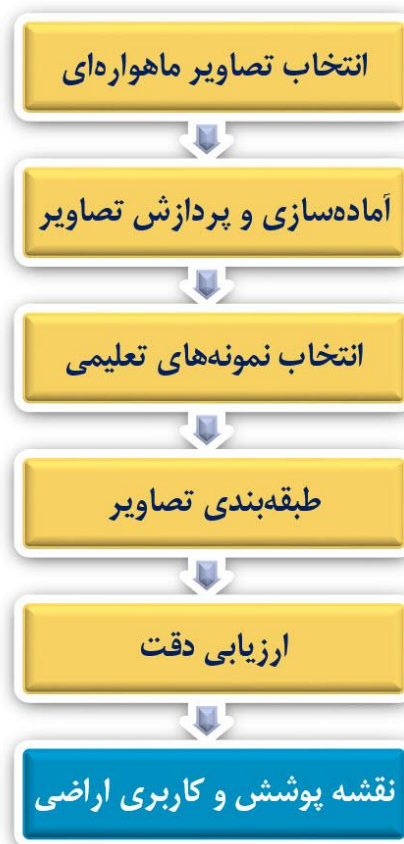 انتخاب تصاویر ماهواره‌ای
آماده‌سازی و پردازش تصاویر
انتخاب نمونه‌های تعلیمی
طبقه‌بندی تصاویر
ارزیابی دقت
نقشه پوشش و کاربری اراضی